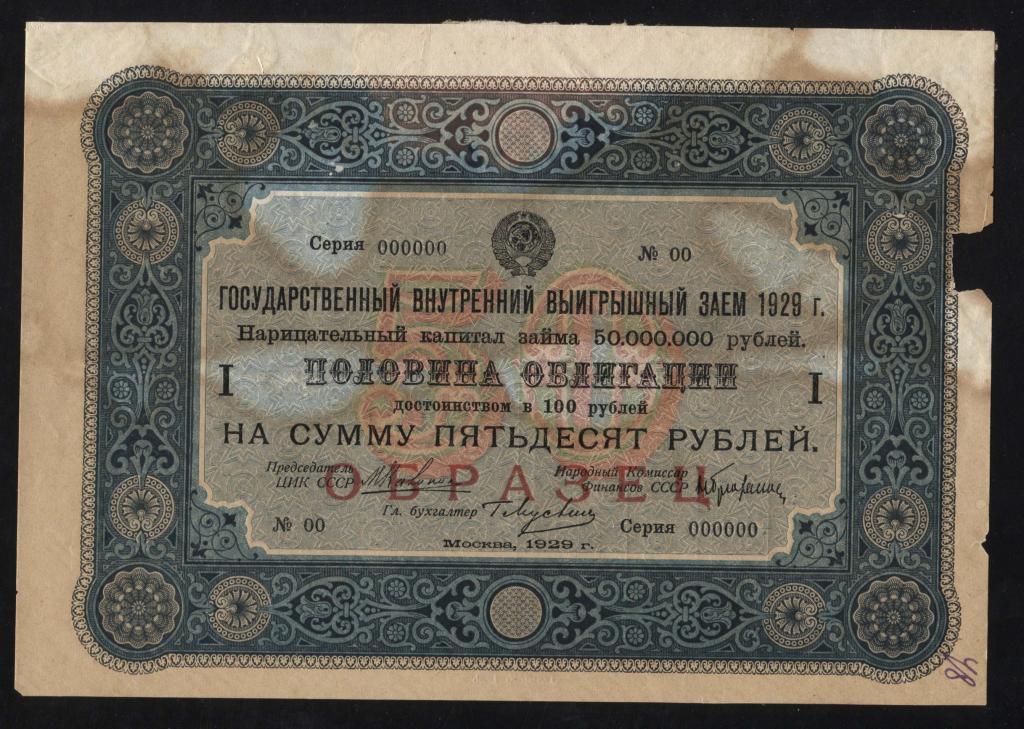 Серия 000000 № 00
ГОСУДАРСТВЕННЫЙ ВНУТРЕННИЙ ВЫИГРЫШНЫЙ ЗАЕМ 1929 г.
Нарицательный капитал займа 50.000.000 рублей.
I ПОЛОВИНА ОБЛИГАЦИИ I
достоинством в 100 рублей
НА СУММУ ПЯТЬДЕСЯТ РУБЛЕЙ.
Председатель Народный Комиссар
ЦИК СССР Финансов СССР
ОБРАЗЕЦ
Гл. бухгалтер
№ 00 Серия 000000
Москва, 1929 г.
50